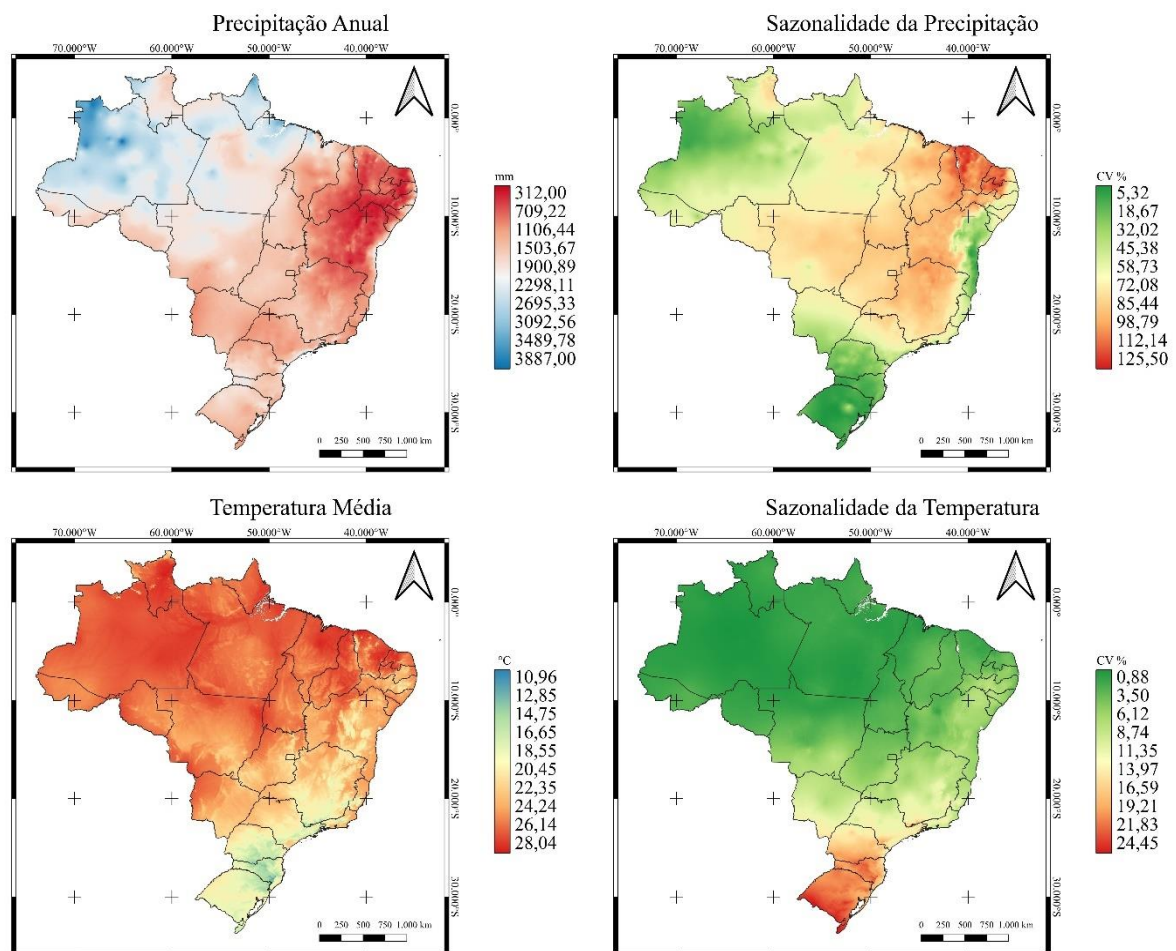 Precipitação Anual
70.000°W 60.000°W 50.000°W 40.000°W
0.000°
10.000°S
20.000°S
30.000°S
mm
312,00
709,22
1106,44
1503,67
1900,89
2298,11
2695,33
3092,56
3489,78
3887,00
0 250 500 750 1.000 km
Sazonalidade da Precipitação
70.000°W 60.000°W 50.000°W 40.000°W
0.000°
10.000°S
20.000°S
30.000°S
CV %
5,32
18,67
32,02
45,38
58,73
72,08
85,44
98,79
112,14
125,50
0 250 500 750 1.000 km
Temperatura Média
70.000°W 60.000°W 50.000°W 40.000°W
0.000°
10.000°S
20.000°S
30.000°S
°C
10,96
12,85
14,75
16,65
18,55
20,45
22,35
24,24
26,14
28,04
0 250 500 750 1.000 km
Sazonalidade da Temperatura
70.000°W 60.000°W 50.000°W 40.000°W
0.000°
10.000°S
20.000°S
30.000°S
CV %
0,88
3,50
6,12
8,74
11,35
13,97
16,59
19,21
21,83
24,45
0 250 500 750 1.000 km